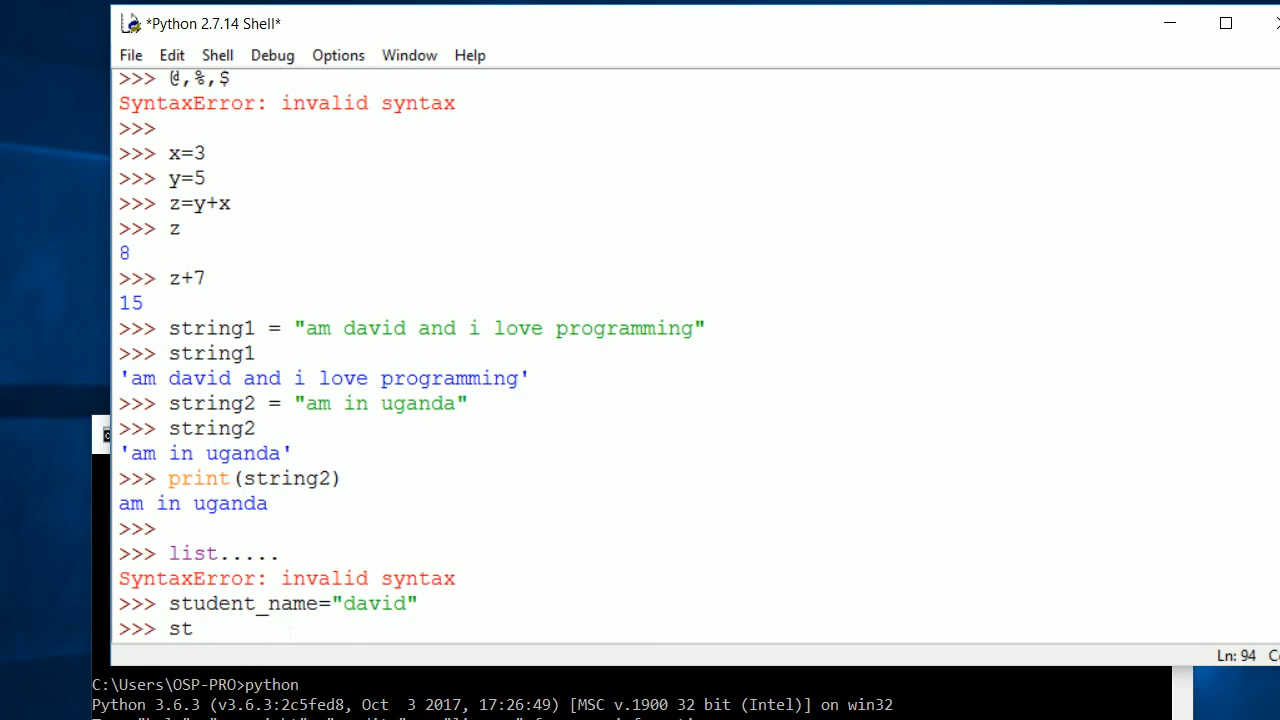 *Python 2.7.14 Shell*
File Edit Shell Debug Options Window Help
>>> @,%,$
SyntaxError: invalid syntax
>>>
>>> x=3
>>> y=5
>>> z=y+x
>>> z
8
>>> z+7
15
>>> string1 = "am david and i love programming"
>>> string1
'am david and i love programming'
>>> string2 = "am in uganda"
>>> string2
'am in uganda'
>>> print(string2)
am in uganda
>>>
>>> list.....
SyntaxError: invalid syntax
>>> student_name="david"
>>> st
Ln: 94
C:\Users\OSP-PRO>python
Python 3.6.3 (v3.6.3:2c5fed8, Oct  3 2017, 17:26:49) [MSC v.1900 32 bit (Intel)] on win32